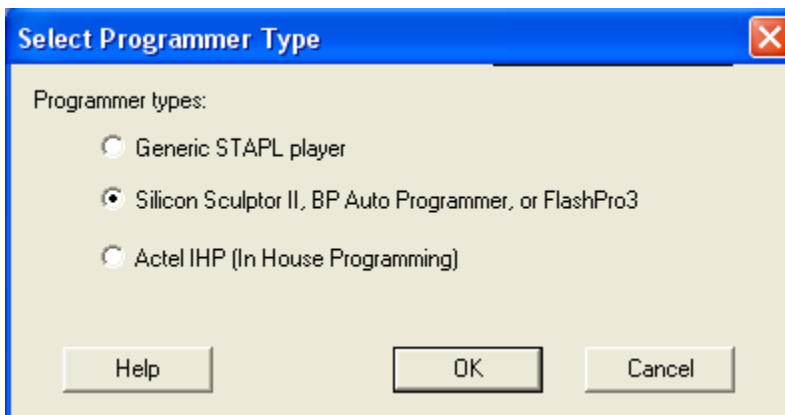 Select Programmer Type
Programmer types:
Generic STAPL player
Silicon Sculptor II, BP Auto Programmer, or FlashPro3
Actel IHP (In House Programming)
Help OK Cancel